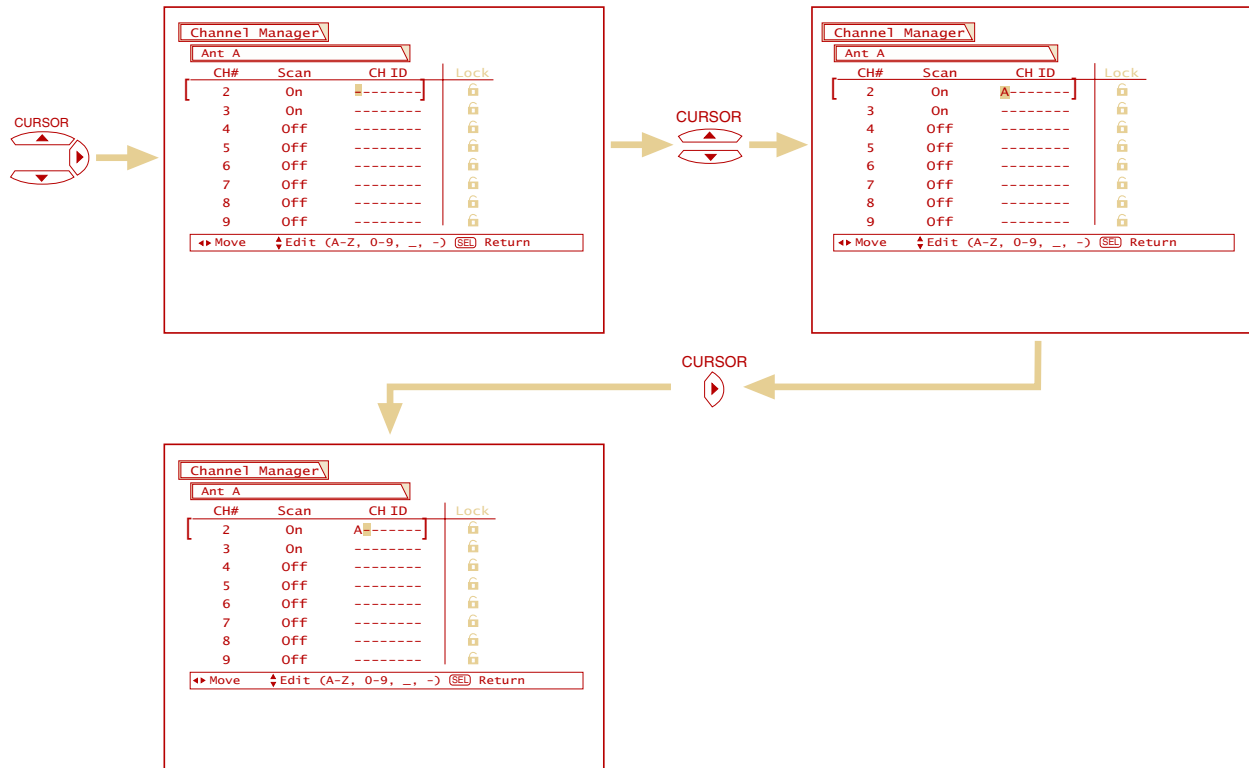 CURSOR
Channel Manager
Ant A
CH# Scan CH ID Lock
2 On --------
3 On --------
4 Off --------
5 Off --------
6 Off --------
7 Off --------
8 Off --------
9 Off --------
Move Edit (A-Z, 0-9, _, -) SEL Return
CURSOR
Channel Manager
Ant A
CH# Scan CH ID Lock
2 On A-------
3 On --------
4 Off --------
5 Off --------
6 Off --------
7 Off --------
8 Off --------
9 Off --------
Move Edit (A-Z, 0-9, _, -) SEL Return
CURSOR
Channel Manager
Ant A
CH# Scan CH ID Lock
2 On A-------
3 On --------
4 Off --------
5 Off --------
6 Off --------
7 Off --------
8 Off --------
9 Off --------
Move Edit (A-Z, 0-9, _, -) SEL Return